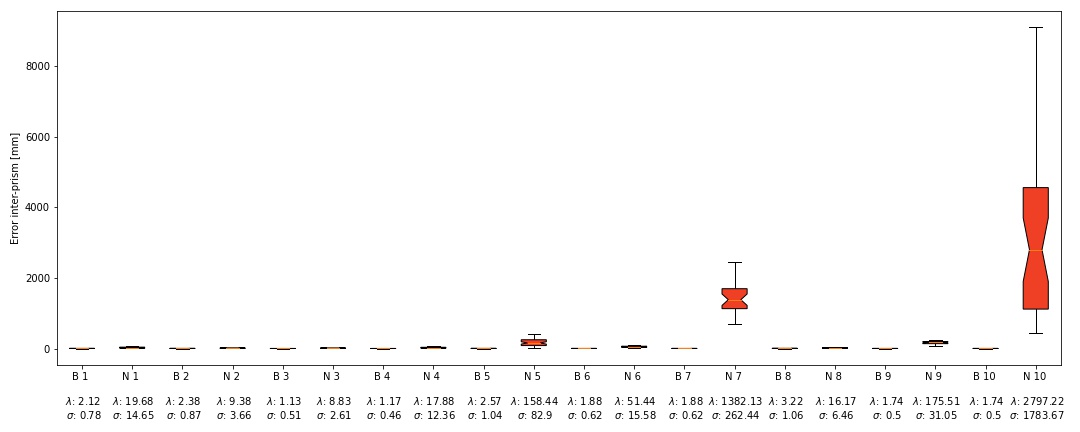 Error inter-prism [mm]
8000
6000
4000
2000
0
B 1 N 1 B 2 N 2 B 3 N 3 B 4 N 4 B 5 N 5 B 6 N 6 B 7 N 7 B 8 N 8 B 9 N 9 B 10 N 10
λ: 2.12 λ: 19.68 λ: 2.38 λ: 9.38 λ: 1.13 λ: 8.83 λ: 1.17 λ: 17.88 λ: 2.57 λ: 158.44 λ: 1.88 λ: 51.44 λ: 1.88 λ: 1382.13 λ: 3.22 λ: 16.17 λ: 1.74 λ: 175.51 λ: 1.74 λ: 2797.22
σ: 0.78 σ: 14.65 σ: 0.87 σ: 3.66 σ: 0.51 σ: 2.61 σ: 0.46 σ: 12.36 σ: 1.04 σ: 82.9 σ: 0.62 σ: 15.58 σ: 0.62 σ: 262.44 σ: 1.06 σ: 6.46 σ: 0.5 σ: 31.05 σ: 0.5 σ: 1783.67